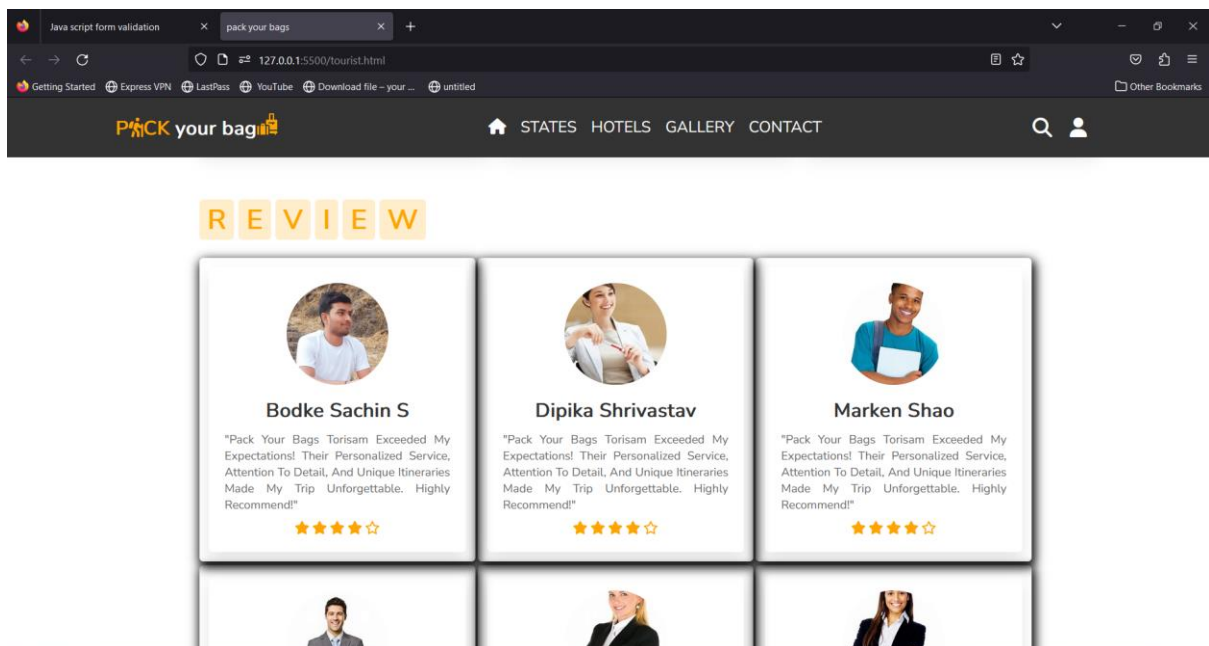 Java script form validation
pack your bags
127.0.0.1:5500/tourist.html
Getting Started Express VPN LastPass YouTube Download file – your ... untitled Other Bookmarks
PACK your bag
STATES HOTELS GALLERY CONTACT
REVIEW
Bodke Sachin S
"Pack Your Bags Torisam Exceeded My
Expectations! Their Personalized Service,
Attention To Detail, And Unique Itineraries
Made My Trip Unforgettable. Highly
Recommend!"
Dipika Shrivastav
"Pack Your Bags Torisam Exceeded My
Expectations! Their Personalized Service,
Attention To Detail, And Unique Itineraries
Made My Trip Unforgettable. Highly
Recommend!"
Marken Shao
"Pack Your Bags Torisam Exceeded My
Expectations! Their Personalized Service,
Attention To Detail, And Unique Itineraries
Made My Trip Unforgettable. Highly
Recommend!"